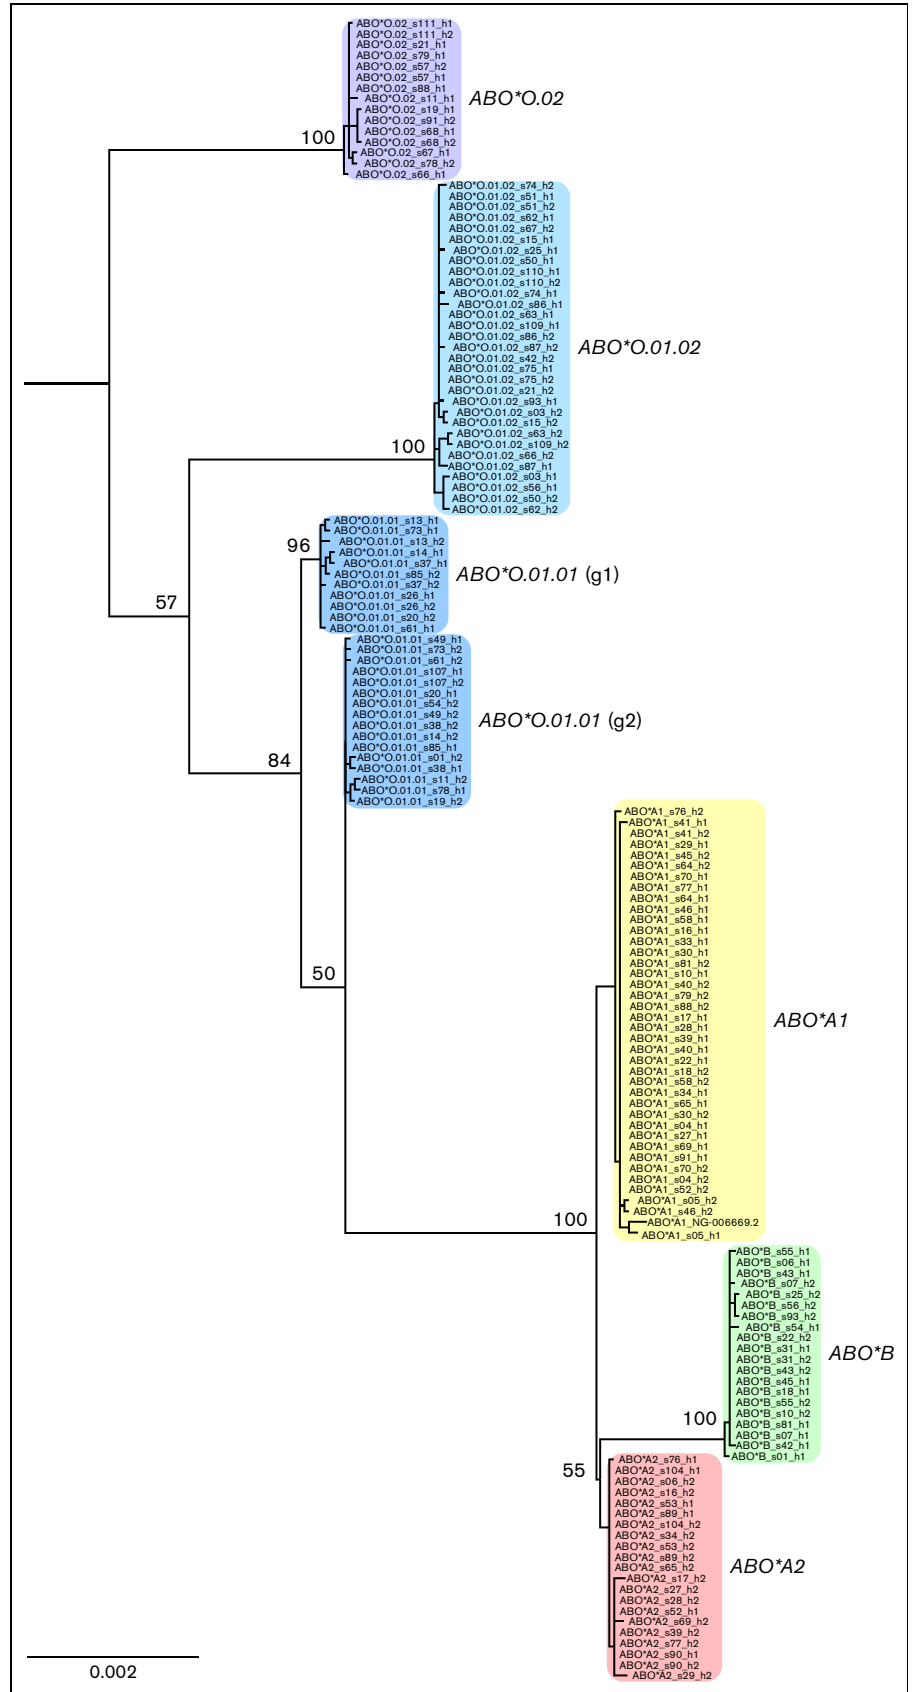 ABO*O.02_s111_h1
ABO*O.02_s111_h2
ABO*O.02_s21_h1
ABO*O.02_s79_h1
ABO*O.02_s57_h2
ABO*O.02_s57_h1
ABO*O.02_s88_h1
ABO*O.02_s11_h1
ABO*O.02
ABO*O.02_s19_h1
ABO*O.02_s91_h2
ABO*O.02_s68_h1
100
ABO*O.02_s68_h2
ABO*O.02_s67_h1
ABO*O.02_s78_h2
ABO*O.02_s66_h1
ABO*O.01.02_s74_h2
ABO*O.01.02_s51_h1
ABO*O.01.02_s51_h2
ABO*O.01.02_s62_h1
ABO*O.01.02_s67_h2
ABO*O.01.02_s15_h1
ABO*O.01.02_s25_h1
ABO*O.01.02_s50_h1
ABO*O.01.02_s110_h1
ABO*O.01.02_s110_h2
ABO*O.01.02_s74_h1
ABO*O.01.02_s86_h1
ABO*O.01.02_s63_h1
ABO*O.01.02_s109_h1
ABO*O.01.02_s86_h2
ABO*O.01.02_s87_h2
ABO*O.01.02
ABO*O.01.02_s42_h2
ABO*O.01.02_s75_h1
ABO*O.01.02_s75_h2
ABO*O.01.02_s21_h2
ABO*O.01.02_s93_h1
ABO*O.01.02_s03_h2
ABO*O.01.02_s15_h2
ABO*O.01.02_s63_h2
100
ABO*O.01.02_s109_h2
ABO*O.01.02_s66_h2
ABO*O.01.02_s87_h1
ABO*O.01.02_s03_h1
ABO*O.01.02_s56_h1
ABO*O.01.02_s50_h2
ABO*O.01.02_s62_h2
ABO*O.01.01_s13_h1
ABO*O.01.01_s73_h1
ABO*O.01.01_s13_h2
96
ABO*O.01.01_s14_h1
ABO*O.01.01_s37_h1
ABO*O.01.01_s85_h2
ABO*O.01.01 (g1)
ABO*O.01.01_s37_h2
ABO*O.01.01_s26_h1
57
ABO*O.01.01_s26_h2
ABO*O.01.01_s20_h2
ABO*O.01.01_s61_h1
ABO*O.01.01_s49_h1
ABO*O.01.01_s73_h2
ABO*O.01.01_s61_h2
ABO*O.01.01_s107_h1
ABO*O.01.01_s107_h2
ABO*O.01.01_s20_h1
ABO*O.01.01_s54_h2
ABO*O.01.01_s49_h2
ABO*O.01.01 (g2)
ABO*O.01.01_s38_h2
ABO*O.01.01_s14_h2
ABO*O.01.01_s85_h1
ABO*O.01.01_s01_h2
84
ABO*O.01.01_s38_h1
ABO*O.01.01_s11_h2
ABO*O.01.01_s78_h1
ABO*O.01.01_s19_h2
ABO*A1_s76_h2
ABO*A1_s41_h1
ABO*A1_s41_h2
ABO*A1_s29_h1
ABO*A1_s45_h2
ABO*A1_s64_h2
ABO*A1_s70_h1
ABO*A1_s77_h1
ABO*A1_s64_h1
ABO*A1_s46_h1
ABO*A1_s58_h1
ABO*A1_s16_h1
ABO*A1_s33_h1
ABO*A1_s30_h1
ABO*A1_s81_h2
50
ABO*A1_s10_h1
ABO*A1_s40_h2
ABO*A1_s79_h2
ABO*A1_s88_h2
ABO*A1_s17_h1
ABO*A1
ABO*A1_s28_h1
ABO*A1_s39_h1
ABO*A1_s40_h1
ABO*A1_s22_h1
ABO*A1_s18_h2
ABO*A1_s58_h2
ABO*A1_s34_h1
ABO*A1_s65_h1
ABO*A1_s30_h2
ABO*A1_s04_h1
ABO*A1_s27_h1
ABO*A1_s69_h1
ABO*A1_s91_h1
ABO*A1_s70_h2
ABO*A1_s04_h2
ABO*A1_s52_h2
ABO*A1_s05_h2
ABO*A1_s46_h2
100
ABO*A1_NG-006669.2
ABO*A1_s05_h1
ABO*B_s55_h1
ABO*B_s06_h1
ABO*B_s43_h1
ABO*B_s07_h2
ABO*B_s25_h2
ABO*B_s56_h2
ABO*B_s93_h2
ABO*B_s54_h1
ABO*B_s22_h2
ABO*B_s31_h1
ABO*B
ABO*B_s31_h2
ABO*B_s43_h2
ABO*B_s45_h1
ABO*B_s18_h1
ABO*B_s55_h2
ABO*B_s10_h2
100
ABO*B_s81_h1
ABO*B_s07_h1
ABO*B_s42_h1
ABO*B_s01_h1
ABO*A2_s76_h1
55
ABO*A2_s104_h1
ABO*A2_s06_h2
ABO*A2_s16_h2
ABO*A2_s53_h1
ABO*A2_s89_h1
ABO*A2_s104_h2
ABO*A2_s34_h2
ABO*A2_s53_h2
ABO*A2_s89_h2
ABO*A2
ABO*A2_s65_h2
ABO*A2_s17_h2
ABO*A2_s27_h2
ABO*A2_s28_h2
ABO*A2_s52_h1
ABO*A2_s69_h2
ABO*A2_s39_h2
ABO*A2_s77_h2
ABO*A2_s90_h1
ABO*A2_s90_h2
ABO*A2_s29_h2
0.002